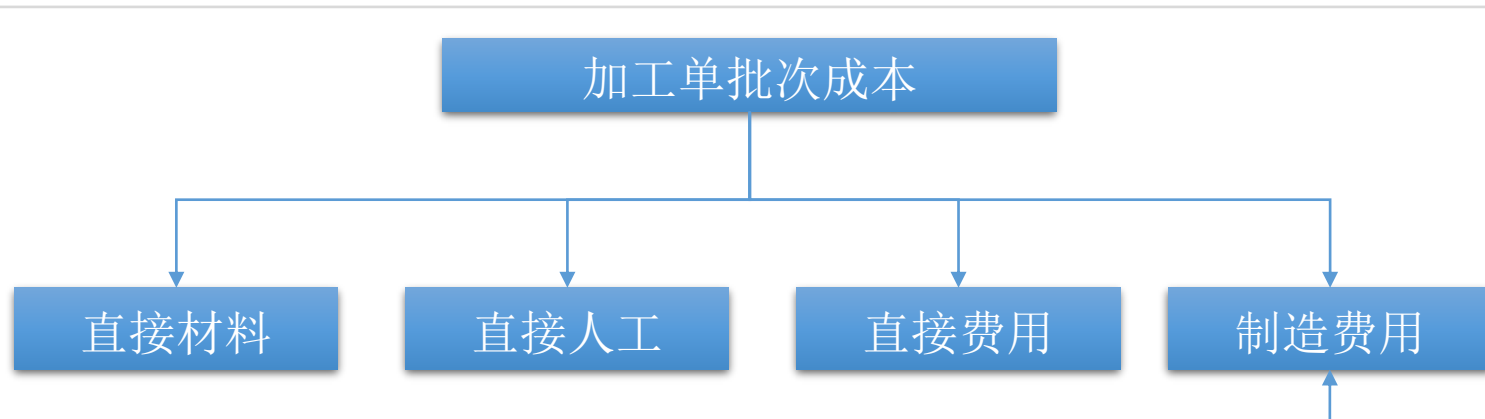 加工单批次成本
直接材料
直接人工
直接费用
制造费用